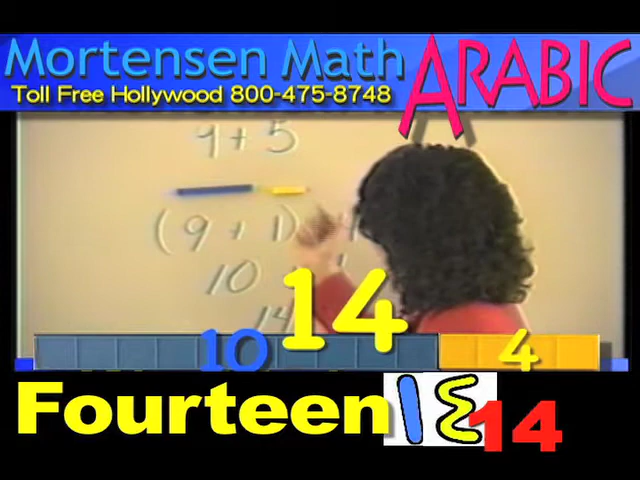 Mortensen Math
ARABIC
Toll Free Hollywood 800-475-8748
9 + 5
(9 + 1)
10
14
14
10
4
Fourteen ١٤ 14